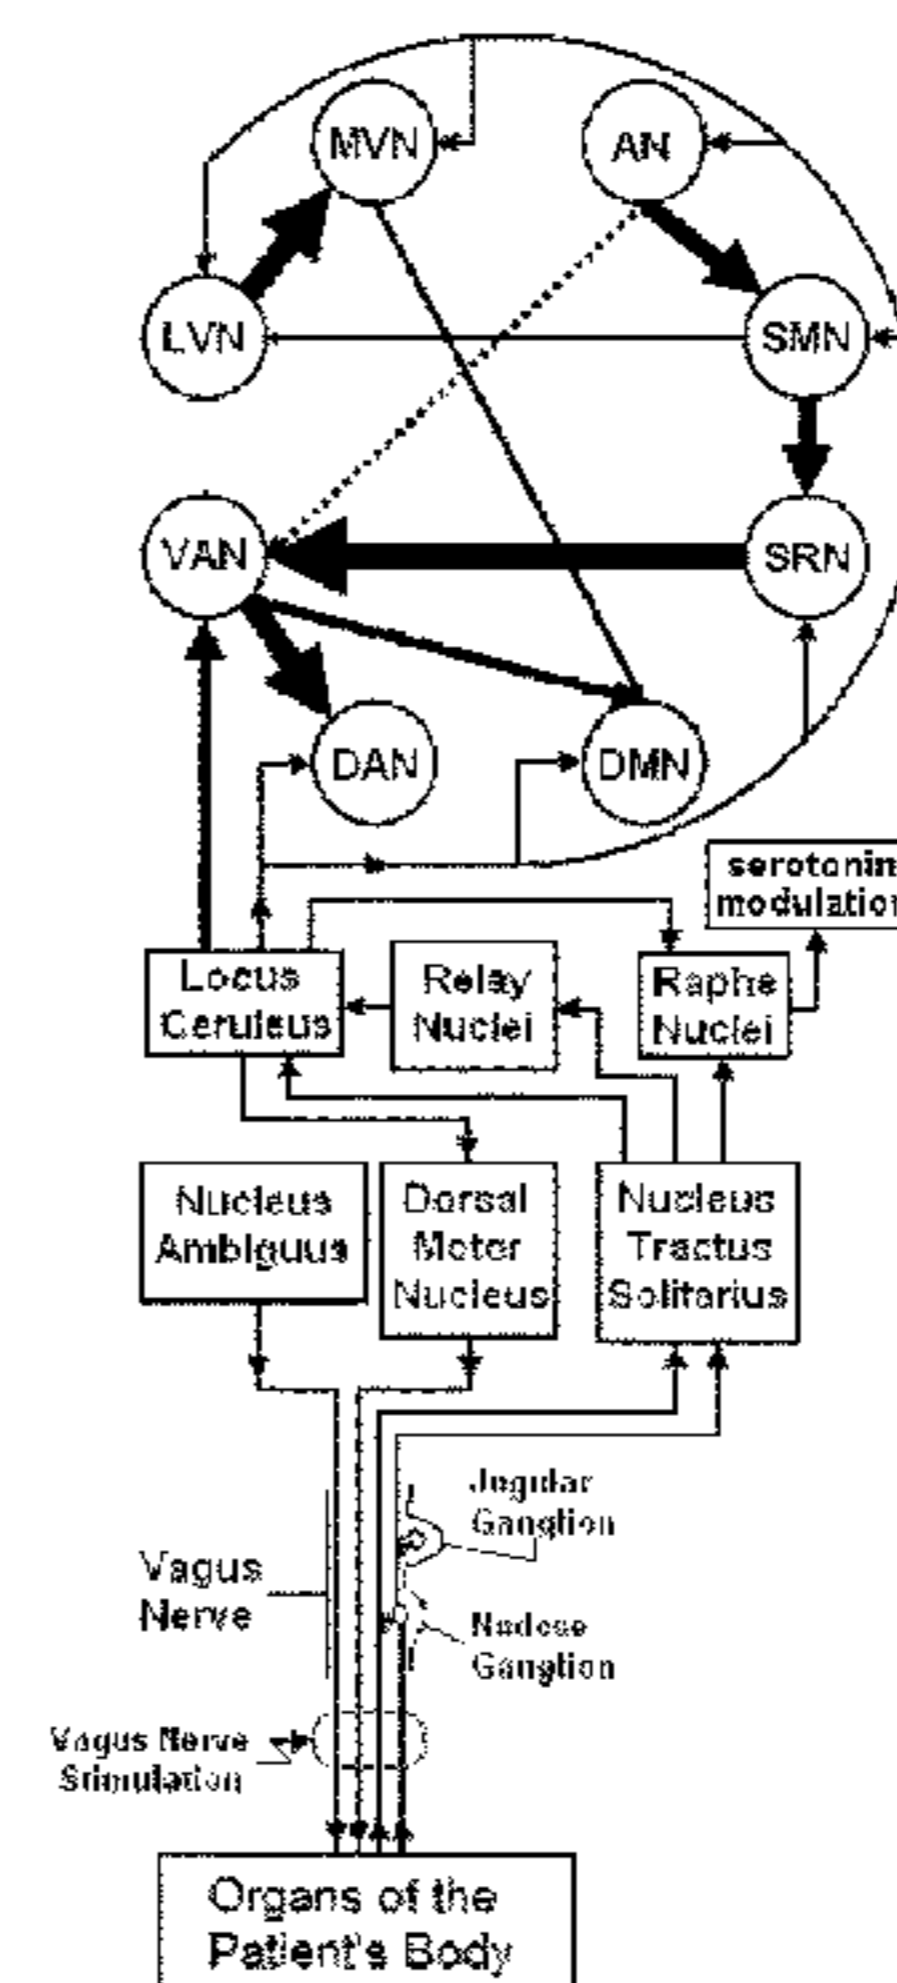 MVN
AN
LVN
SMN
VAN
SRN
DAN
DMN
serotonin
modulation
Locus
Ceruleus
Relay
Nuclei
Raphe
Nuclei
Nucleus
Ambiguus
Dorsal
Motor
Nucleus
Nucleus
Tractus
Solitarius
Jugular
Ganglion
Vagus
Nerve
Nodose
Ganglion
Vagus Nerve
Stimulation
Organs of the
Patient's Body